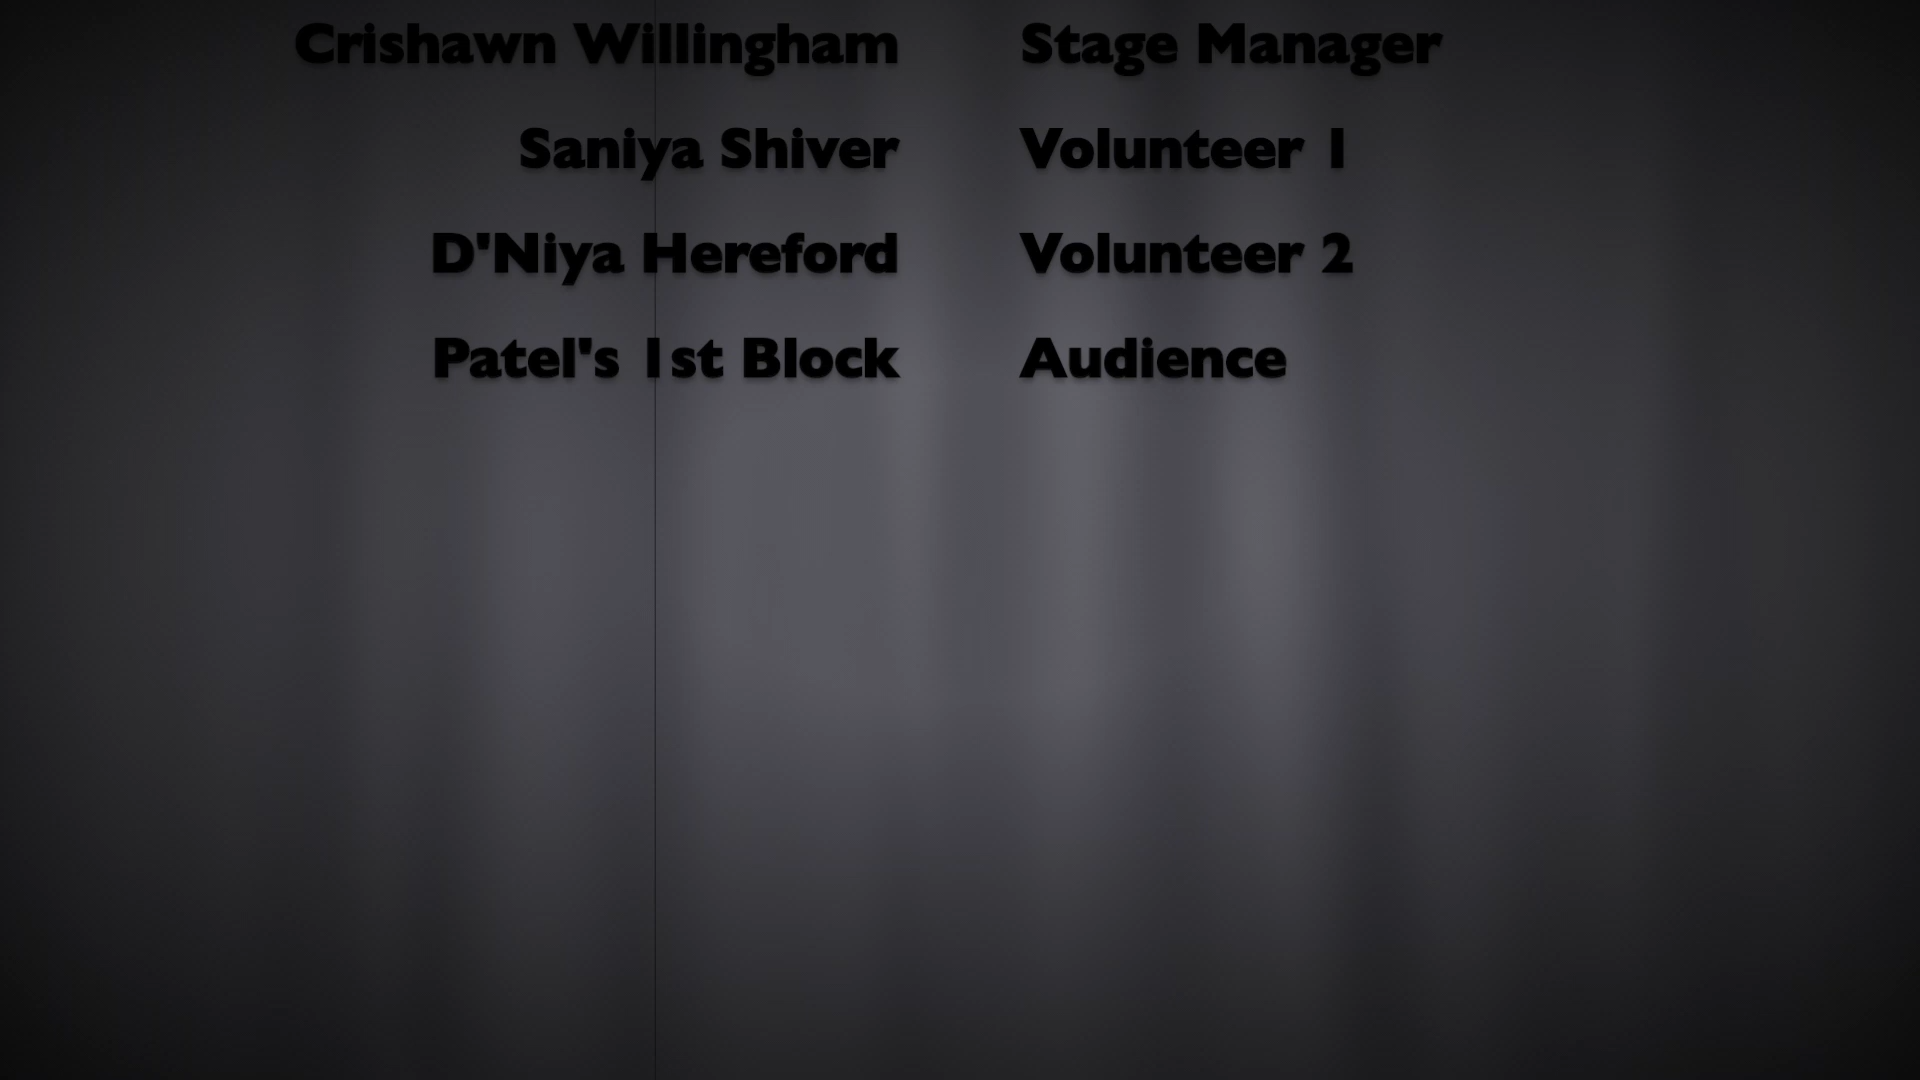 Crishawn Willingham Stage Manager
Saniya Shiver Volunteer 1
D'Niya Hereford Volunteer 2
Patel's 1st Block Audience